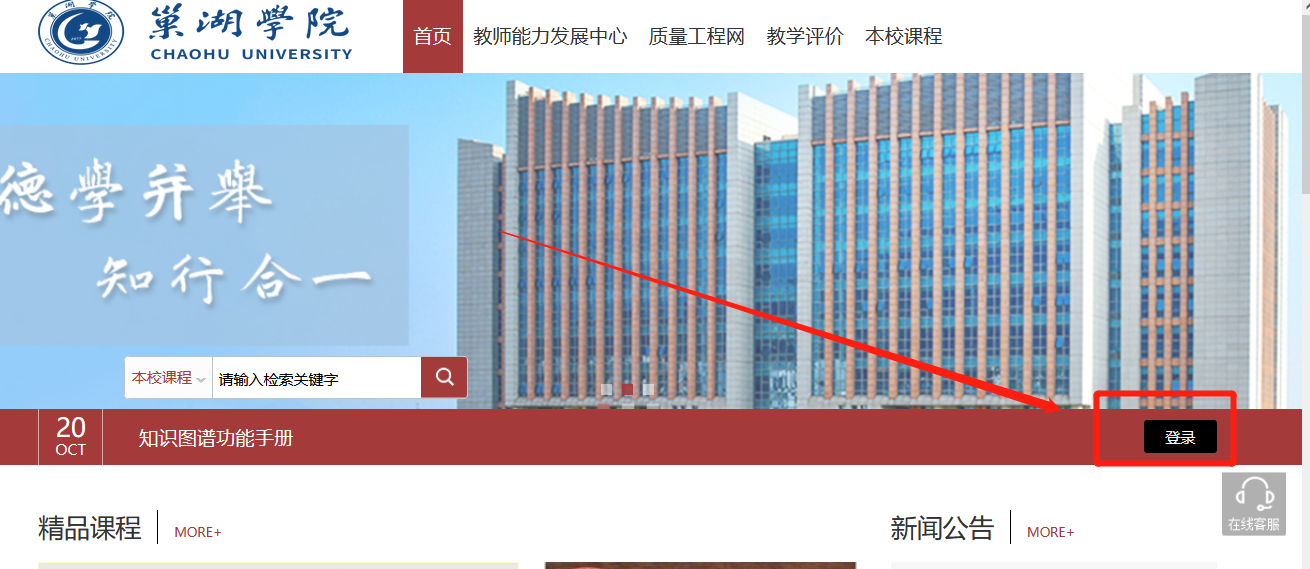 巢湖學院
CHAOHU UNIVERSITY
首页 教师能力发展中心 质量工程网 教学评价 本校课程
德學并舉
知行合一
本校课程 请输入检索关键字
20
OCT
知识图谱功能手册
登录
在线客服
精品课程 MORE+
新闻公告 MORE+